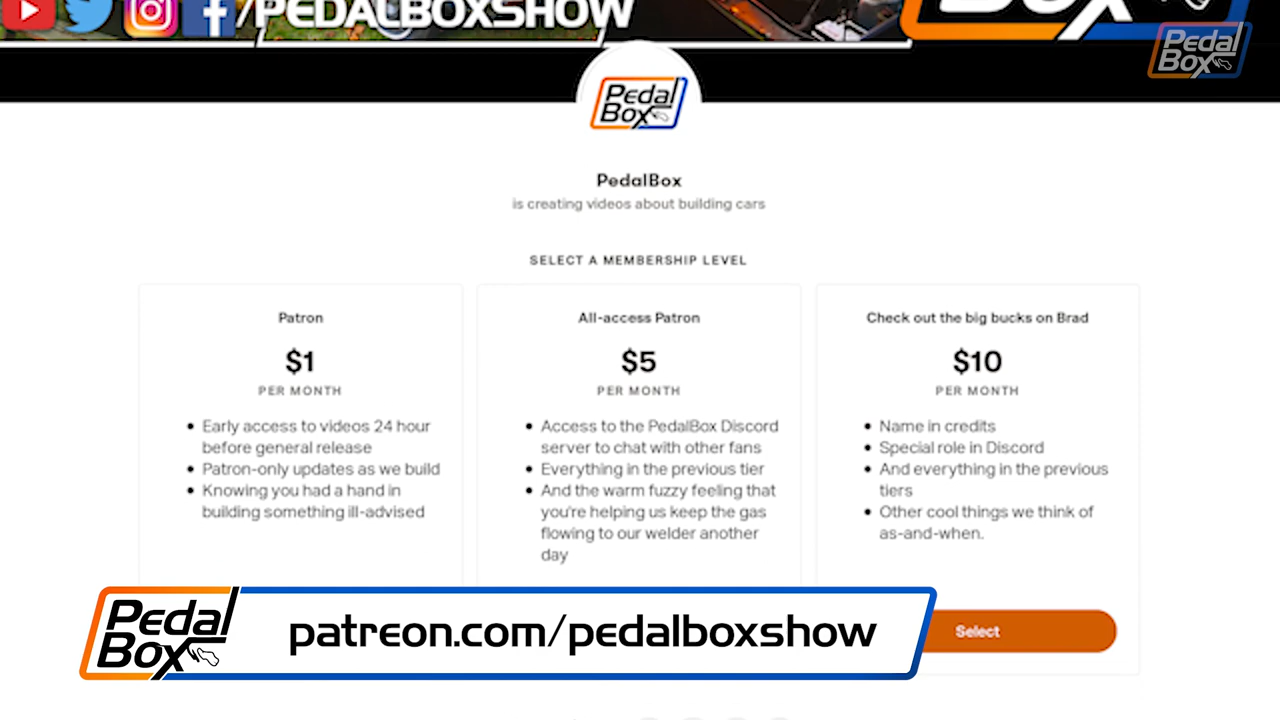 /PEDALBOXSHOW
BOX
Pedal
Box
Pedal
Box
PedalBox
is creating videos about building cars
SELECT A MEMBERSHIP LEVEL
Patron
$1
PER MONTH
Early access to videos 24 hour
before general release
Patron-only updates as we build
Knowing you had a hand in
building something ill-advised
All-access Patron
$5
PER MONTH
Access to the PedalBox Discord
server to chat with other fans
Everything in the previous tier
And the warm fuzzy feeling that
you're helping us keep the gas
flowing to our welder another
day
Check out the big bucks on Brad
$10
PER MONTH
Name in credits
Special role in Discord
And everything in the previous
tiers
Other cool things we think of
as-and-when.
Select
Pedal
Box
patreon.com/pedalboxshow